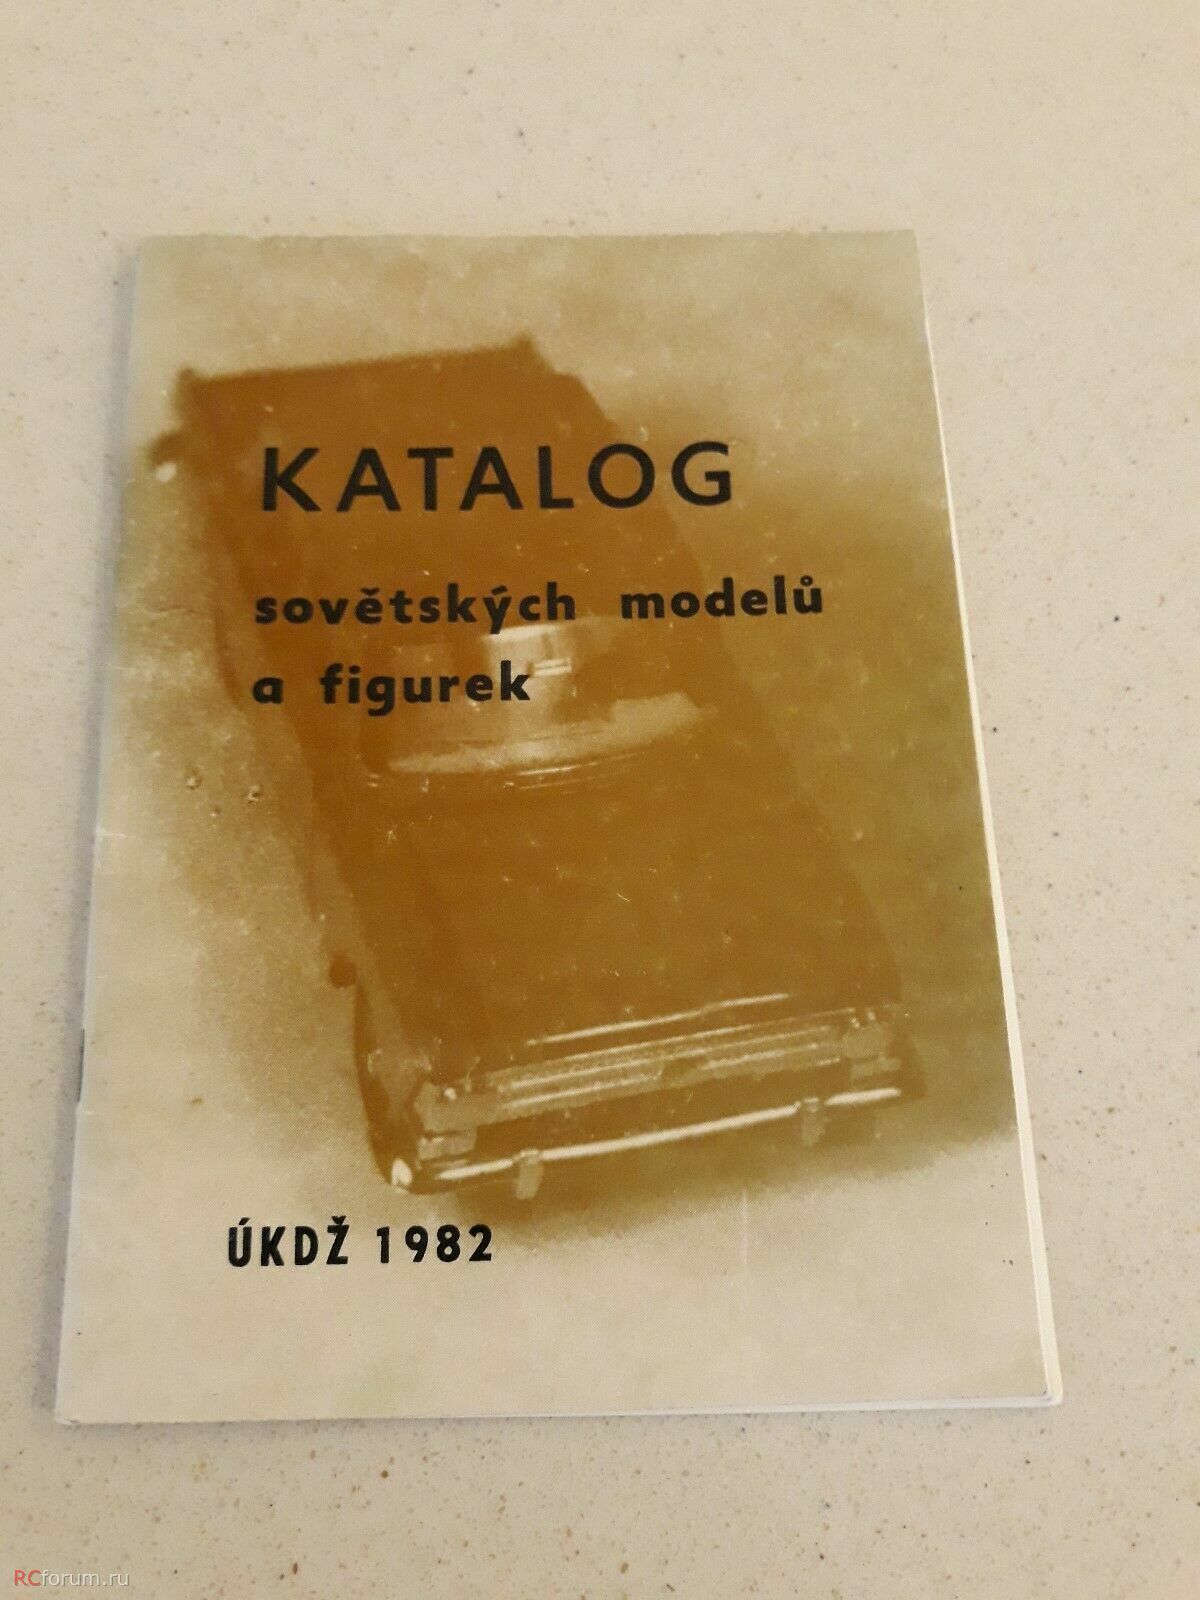 KATALOG
sovětských modelů
a figurek
ÚKDŽ 1982
RCforum.ru